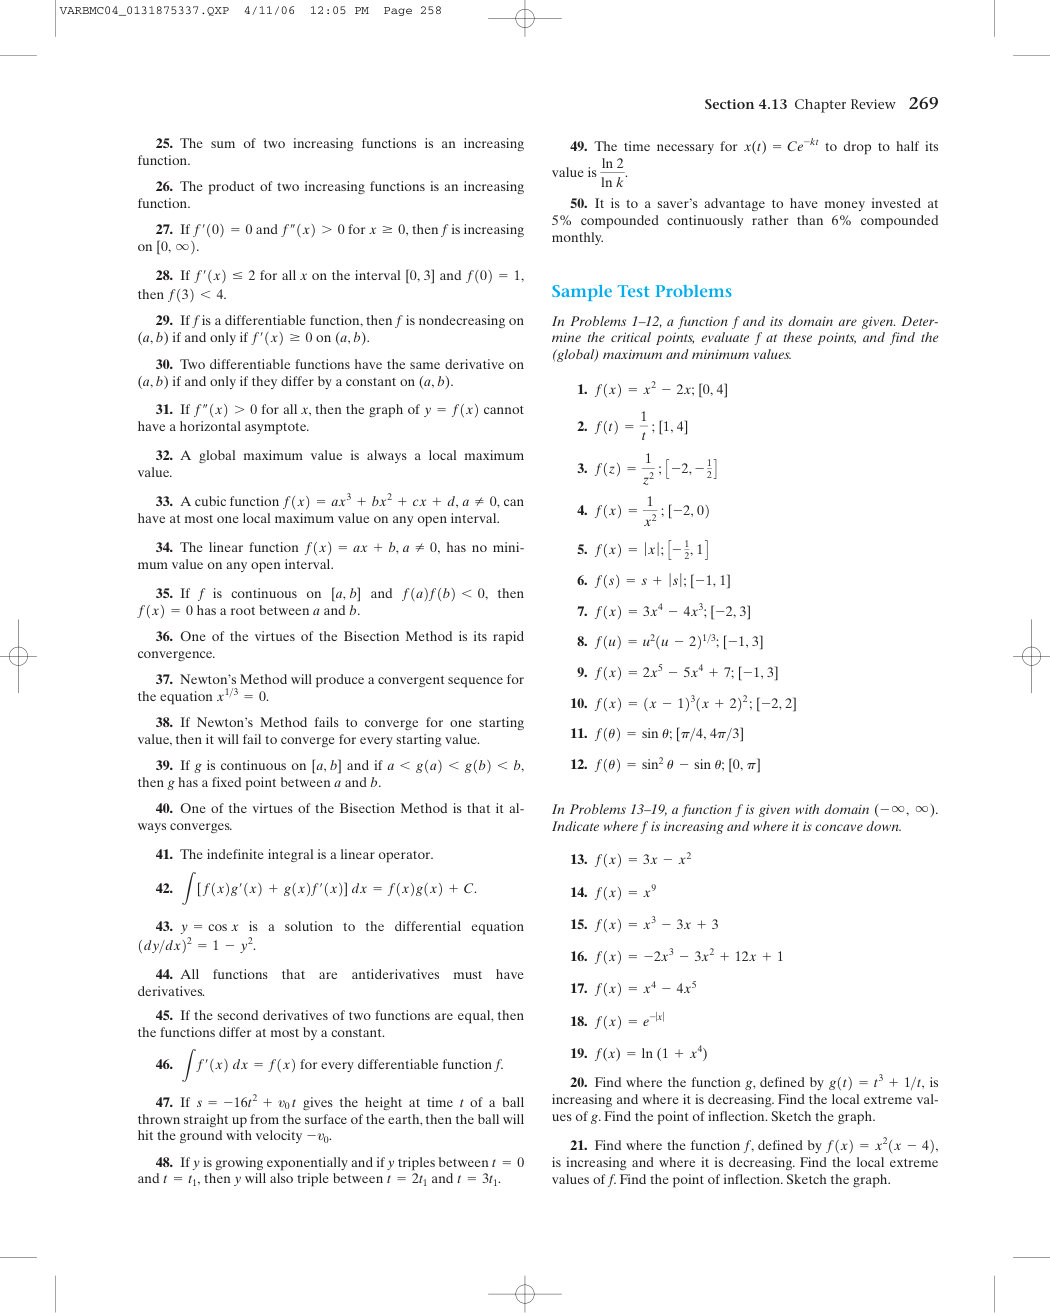 VARBMC04_0131875337.QXP 4/11/06 12:05 PM Page 258
Section 4.13 Chapter Review 269
25. The sum of two increasing functions is an increasing
function.
26. The product of two increasing functions is an increasing
function.
27. If f′(0) = 0 and f″(x) > 0 for x ≥ 0, then f is increasing
on [0, ∞).
28. If f′(x) ≤ 2 for all x on the interval [0, 3] and f(0) = 1,
then f(3) < 4.
29. If f is a differentiable function, then f is nondecreasing on
(a, b) if and only if f′(x) ≥ 0 on (a, b).
30. Two differentiable functions have the same derivative on
(a, b) if and only if they differ by a constant on (a, b).
31. If f″(x) > 0 for all x, then the graph of y = f(x) cannot
have a horizontal asymptote.
32. A global maximum value is always a local maximum
value.
33. A cubic function f(x) = ax³ + bx² + cx + d, a ≠ 0, can
have at most one local maximum value on any open interval.
34. The linear function f(x) = ax + b, a ≠ 0, has no mini-
mum value on any open interval.
35. If f is continuous on [a, b] and f(a)f(b) < 0, then
f(x) = 0 has a root between a and b.
36. One of the virtues of the Bisection Method is its rapid
convergence.
37. Newton's Method will produce a convergent sequence for
the equation x^{1/3} = 0.
38. If Newton's Method fails to converge for one starting
value, then it will fail to converge for every starting value.
39. If g is continuous on [a, b] and if a < g(a) < g(b) < b,
then g has a fixed point between a and b.
40. One of the virtues of the Bisection Method is that it al-
ways converges.
41. The indefinite integral is a linear operator.
42. ∫[f(x)g′(x) + g(x)f′(x)] dx = f(x)g(x) + C.
43. y = cos x is a solution to the differential equation
(dy/dx)² = 1 − y².
44. All functions that are antiderivatives must have
derivatives.
45. If the second derivatives of two functions are equal, then
the functions differ at most by a constant.
46. ∫f′(x) dx = f(x) for every differentiable function f.
47. If s = −16t² + v₀t gives the height at time t of a ball
thrown straight up from the surface of the earth, then the ball will
hit the ground with velocity −v₀.
48. If y is growing exponentially and if y triples between t = 0
and t = t₁, then y will also triple between t = 2t₁ and t = 3t₁.
49. The time necessary for x(t) = Ce^{−kt} to drop to half its
value is ln 2 / ln k.
50. It is to a saver's advantage to have money invested at
5% compounded continuously rather than 6% compounded
monthly.
Sample Test Problems
In Problems 1–12, a function f and its domain are given. Deter-
mine the critical points, evaluate f at these points, and find the
(global) maximum and minimum values.
1. f(x) = x² − 2x; [0, 4]
2. f(t) = 1/t; [1, 4]
3. f(z) = 1/z²; [−2, −1/2]
4. f(x) = 1/x²; [−2, 0)
5. f(x) = |x|; [−1/2, 1]
6. f(s) = s + |s|; [−1, 1]
7. f(x) = 3x⁴ − 4x³; [−2, 3]
8. f(u) = u²(u − 2)^{1/3}; [−1, 3]
9. f(x) = 2x⁵ − 5x⁴ + 7; [−1, 3]
10. f(x) = (x − 1)³(x + 2)²; [−2, 2]
11. f(θ) = sin θ; [π/4, 4π/3]
12. f(θ) = sin² θ − sin θ; [0, π]
In Problems 13–19, a function f is given with domain (−∞, ∞).
Indicate where f is increasing and where it is concave down.
13. f(x) = 3x − x²
14. f(x) = x⁹
15. f(x) = x³ − 3x + 3
16. f(x) = −2x³ − 3x² + 12x + 1
17. f(x) = x⁴ − 4x⁵
18. f(x) = e^{−|x|}
19. f(x) = ln (1 + x⁴)
20. Find where the function g, defined by g(t) = t³ + 1/t, is
increasing and where it is decreasing. Find the local extreme val-
ues of g. Find the point of inflection. Sketch the graph.
21. Find where the function f, defined by f(x) = x²(x − 4),
is increasing and where it is decreasing. Find the local extreme
values of f. Find the point of inflection. Sketch the graph.